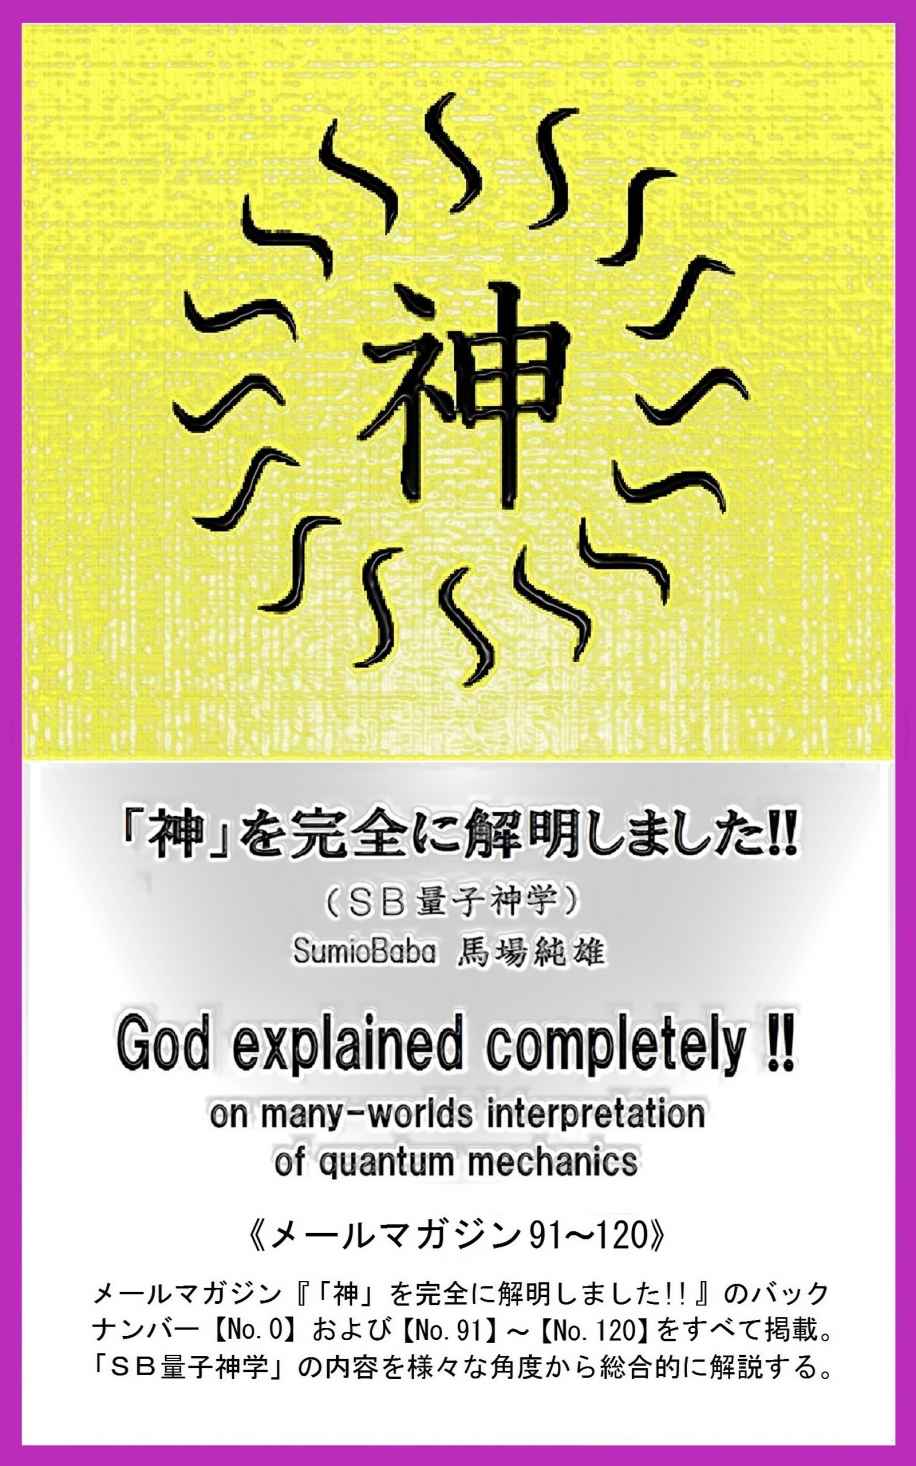 神
「神」を完全に解明しました!!
（ＳＢ量子神学）
SumioBaba 馬場純雄
God explained completely !!
on many-worlds interpretation
of quantum mechanics
《メールマガジン91～120》
メールマガジン『「神」を完全に解明しました!!』のバック
ナンバー【No.0】および【No.91】～【No.120】をすべて掲載。
「ＳＢ量子神学」の内容を様々な角度から総合的に解説する。